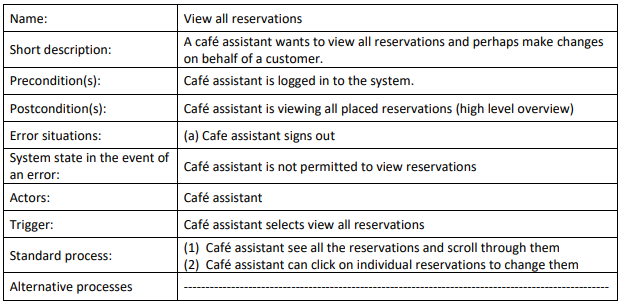 Name: View all reservations
Short description: A café assistant wants to view all reservations and perhaps make changes
on behalf of a customer.
Precondition(s): Café assistant is logged in to the system.
Postcondition(s): Café assistant is viewing all placed reservations (high level overview)
Error situations: (a) Cafe assistant signs out
System state in the event of
an error: Café assistant is not permitted to view reservations
Actors: Café assistant
Trigger: Café assistant selects view all reservations
Standard process: (1) Café assistant see all the reservations and scroll through them
(2) Café assistant can click on individual reservations to change them
Alternative processes ---------------------------------------------------------------------------------------------